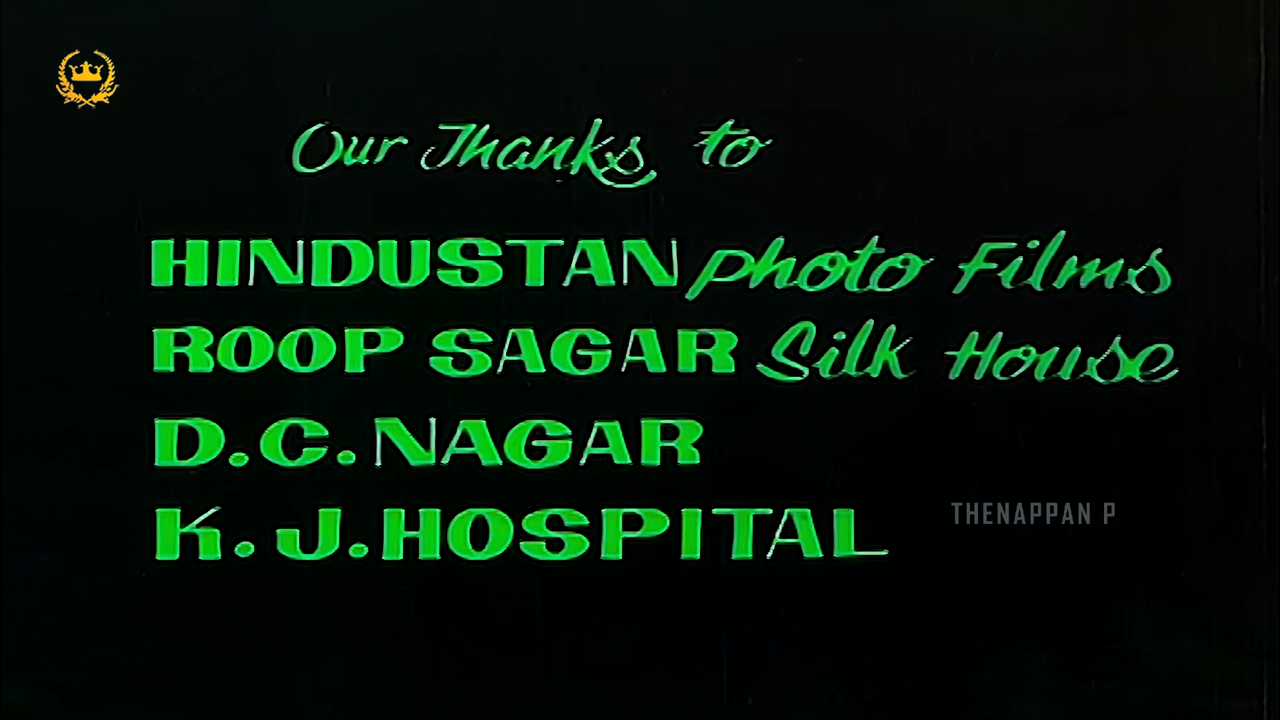 Our Thanks to
HINDUSTAN photo Films
ROOP SAGAR Silk House
D.C.NAGAR
K.J.HOSPITAL
THENAPPAN P